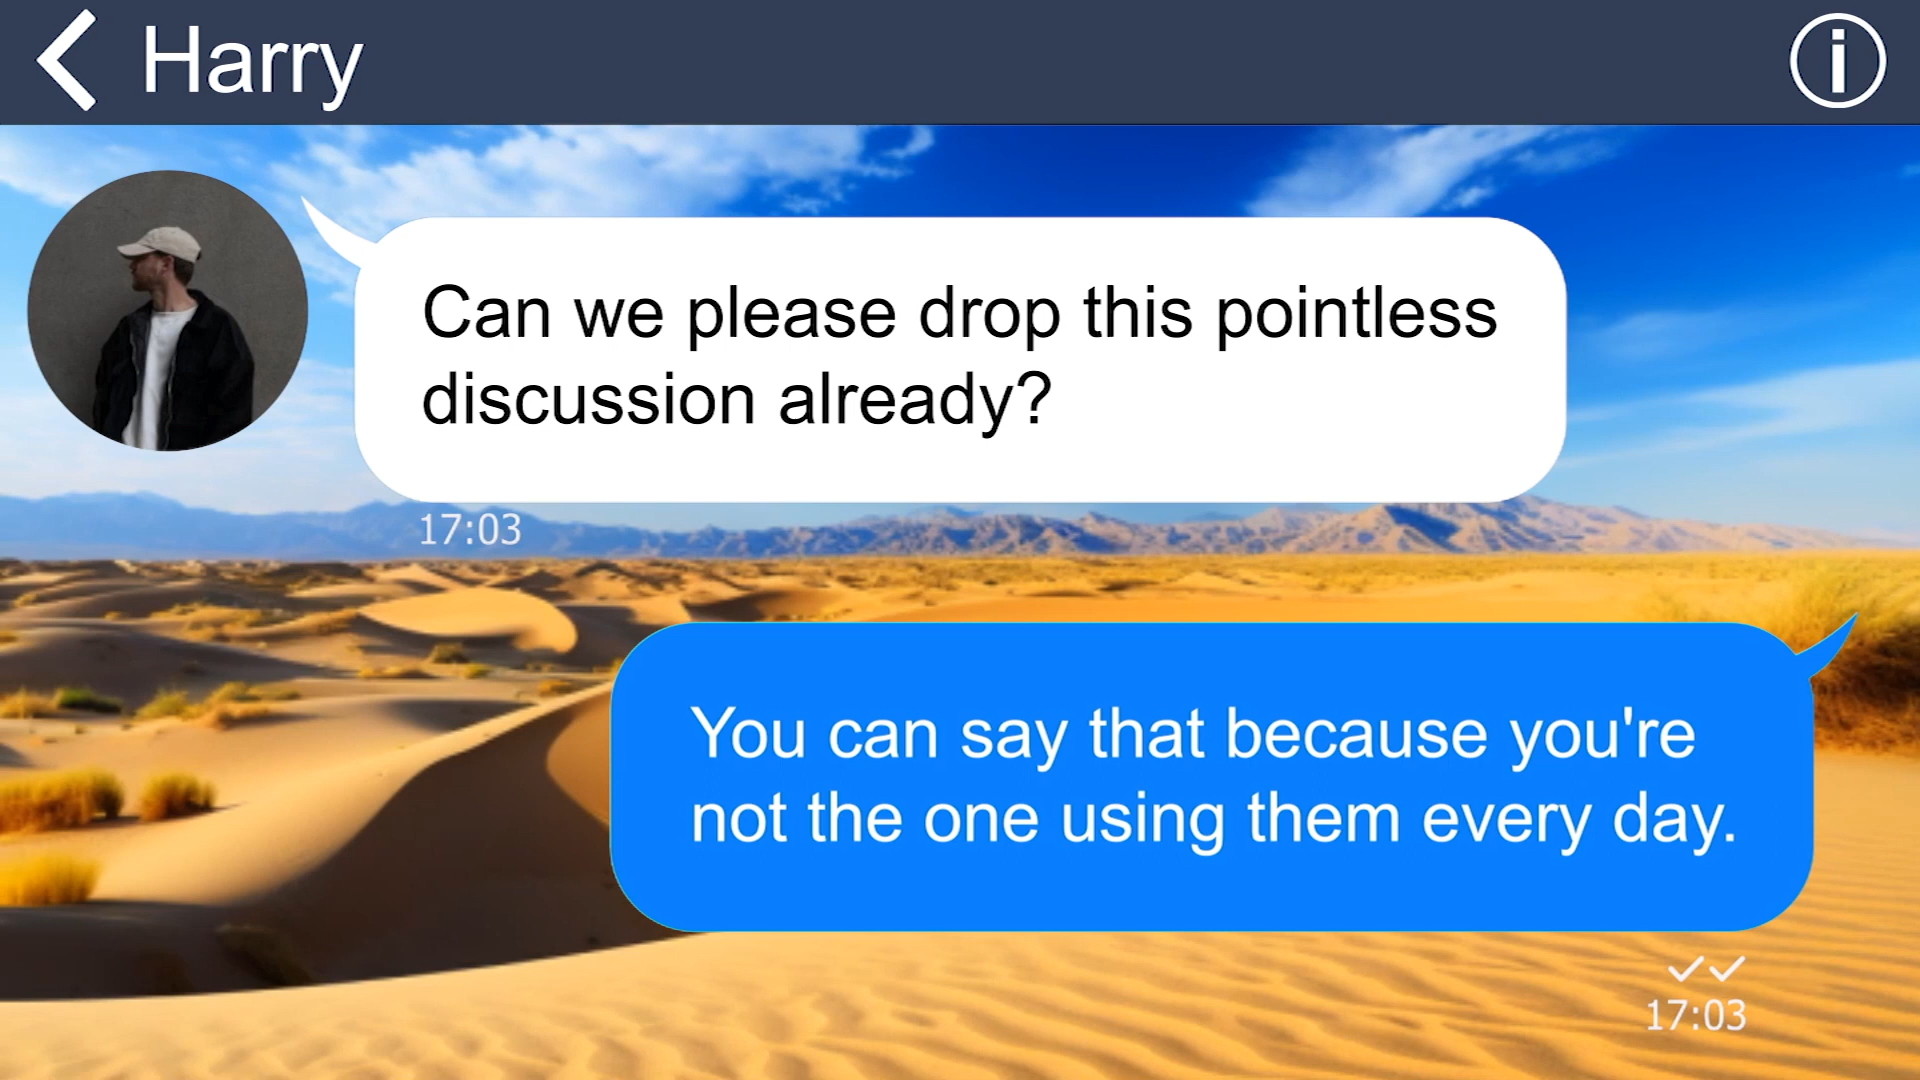 Harry
Can we please drop this pointless
discussion already?
17:03
You can say that because you're
not the one using them every day.
17:03